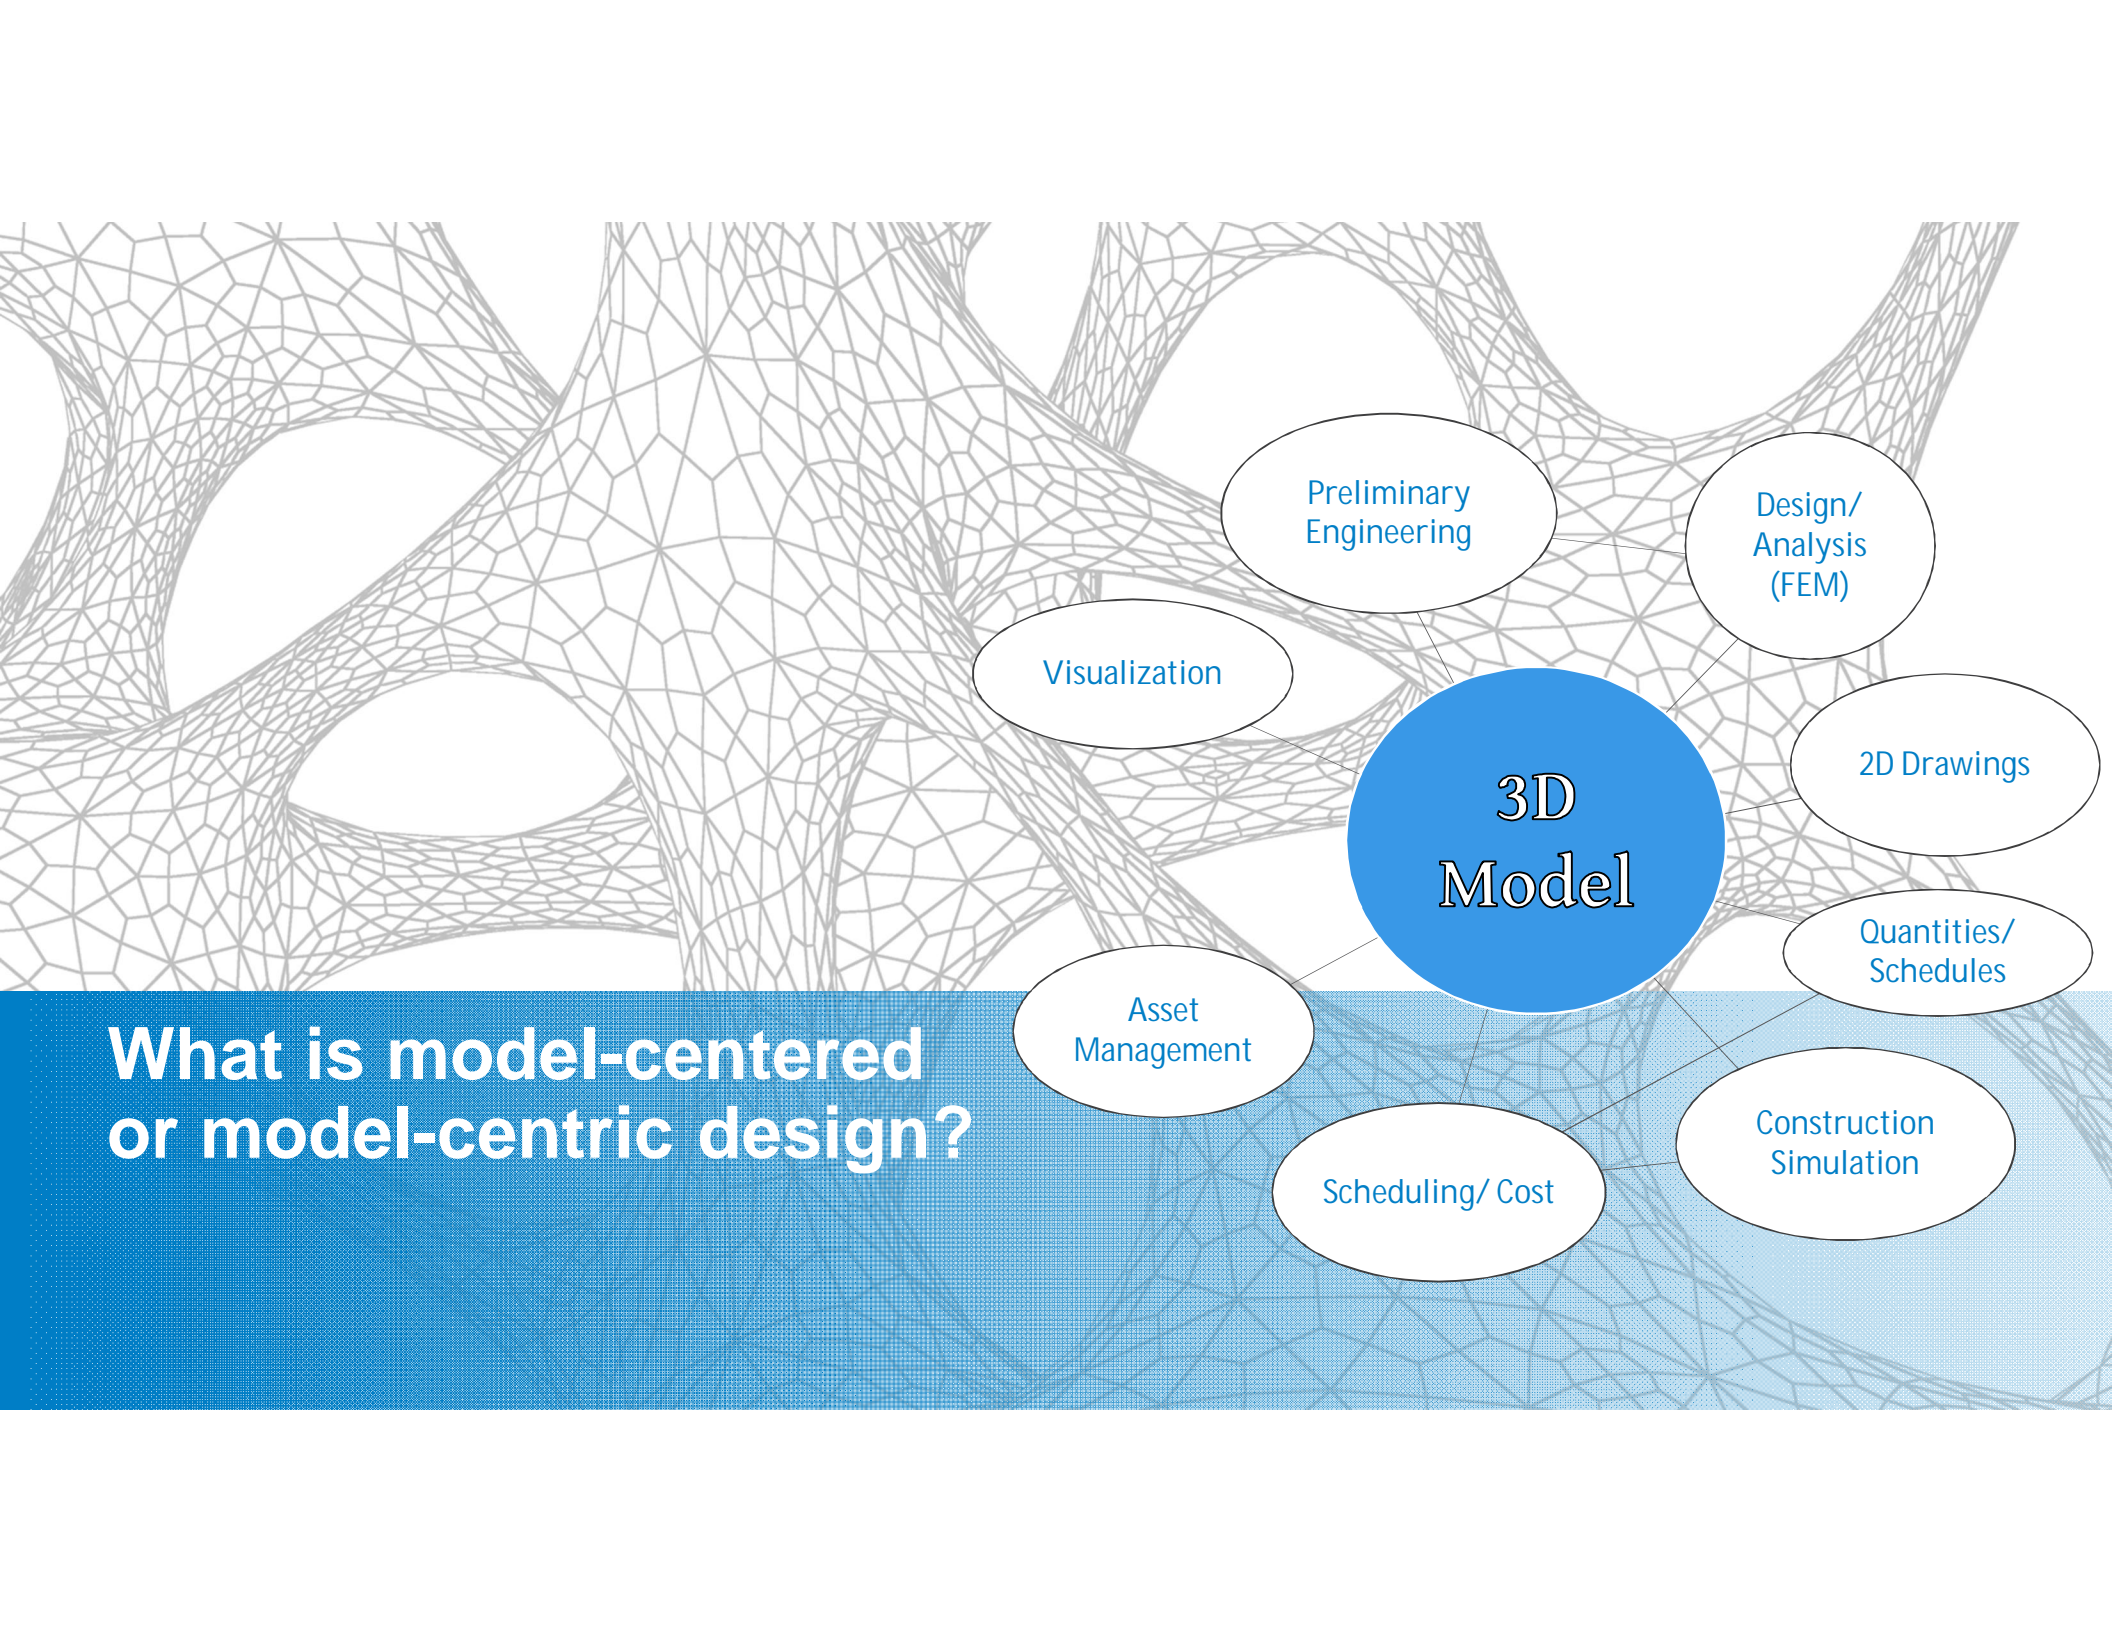 Preliminary
Engineering
Design/
Analysis
(FEM)
Visualization
2D Drawings
3D
Model
Quantities/
Schedules
Asset
Management
What is model-centered
or model-centric design?
Construction
Simulation
Scheduling/ Cost